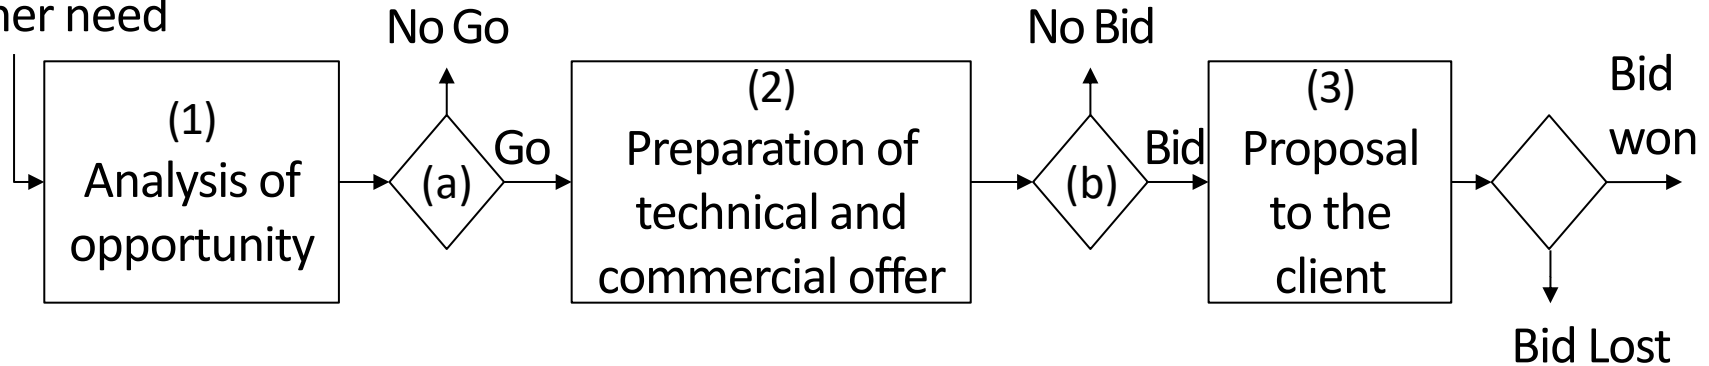 need
No Go
(1)
Analysis of
opportunity
(a)
Go
(2)
Preparation of
technical and
commercial offer
No Bid
(b)
Bid
(3)
Proposal
to the
client
Bid
won
Bid Lost